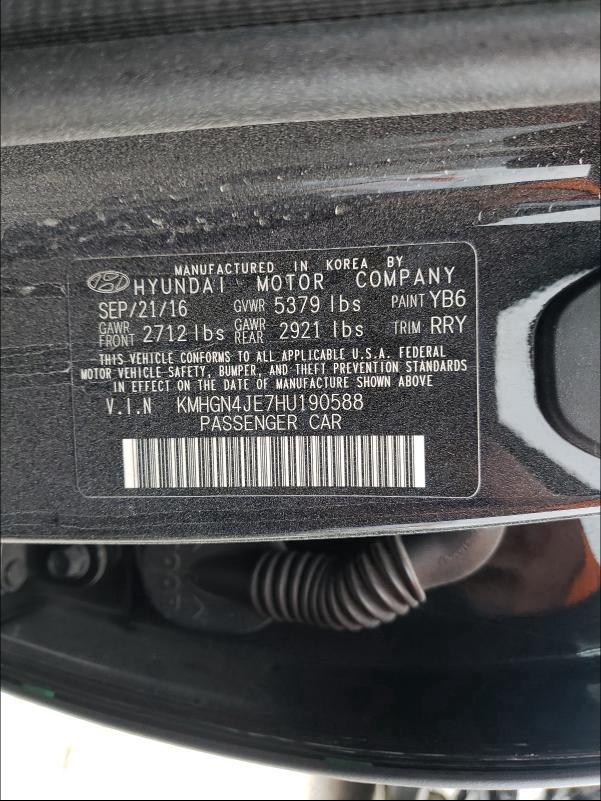 MANUFACTURED IN KOREA BY
HYUNDAI MOTOR COMPANY
SEP/21/16 GVWR 5379 lbs PAINT YB6
GAWR FRONT 2712 lbs GAWR REAR 2921 lbs TRIM RRY
THIS VEHICLE CONFORMS TO ALL APPLICABLE U.S.A. FEDERAL
MOTOR VEHICLE SAFETY, BUMPER, AND THEFT PREVENTION STANDARDS
IN EFFECT ON THE DATE OF MANUFACTURE SHOWN ABOVE
V.I.N KMHGN4JE7HU190588
PASSENGER CAR